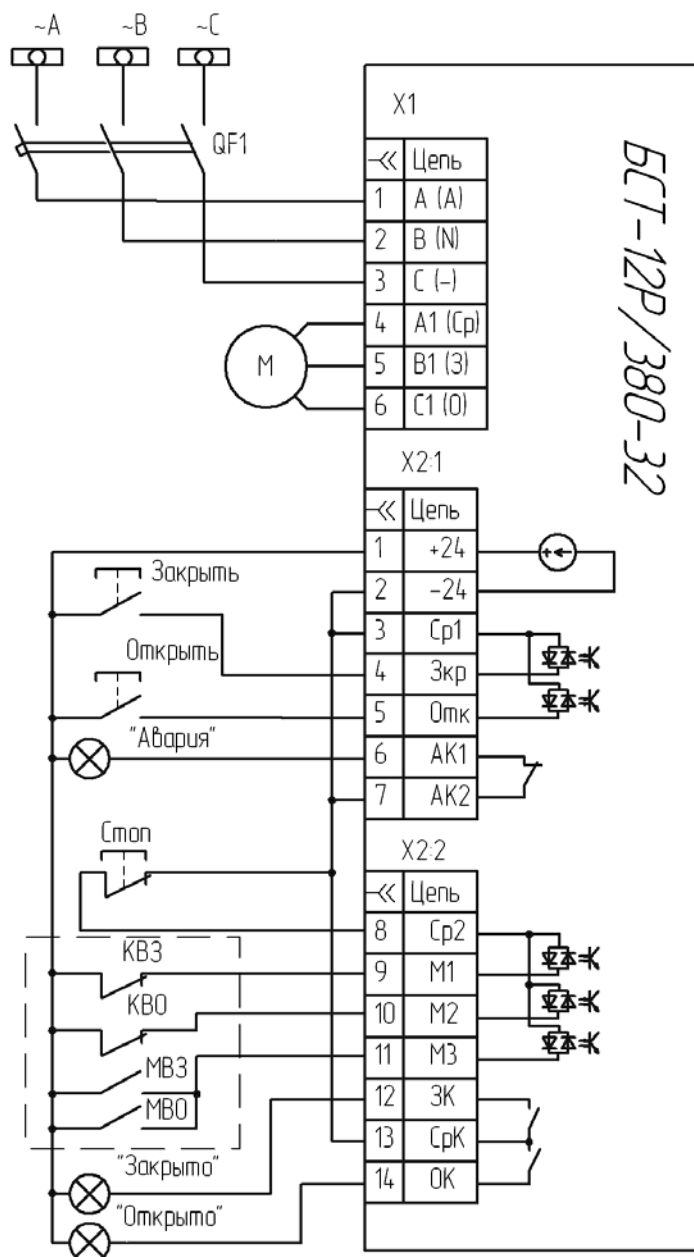 ~A ~B ~C
QF1
M
БСТ-12Р/380-32
X1
Цепь
1 A (A)
2 B (N)
3 C (-)
4 A1 (Ср)
5 B1 (З)
6 C1 (О)
X2:1
Цепь
1 +24
2 -24
3 Ср1
4 Зкр
5 Отк
6 АК1
7 АК2
Закрыть
Открыть
"Авария"
Стоп
X2:2
Цепь
8 Ср2
9 М1
10 М2
11 М3
12 ЗК
13 СрК
14 ОК
КВЗ
КВО
МВЗ
МВО
"Закрыто"
"Открыто"